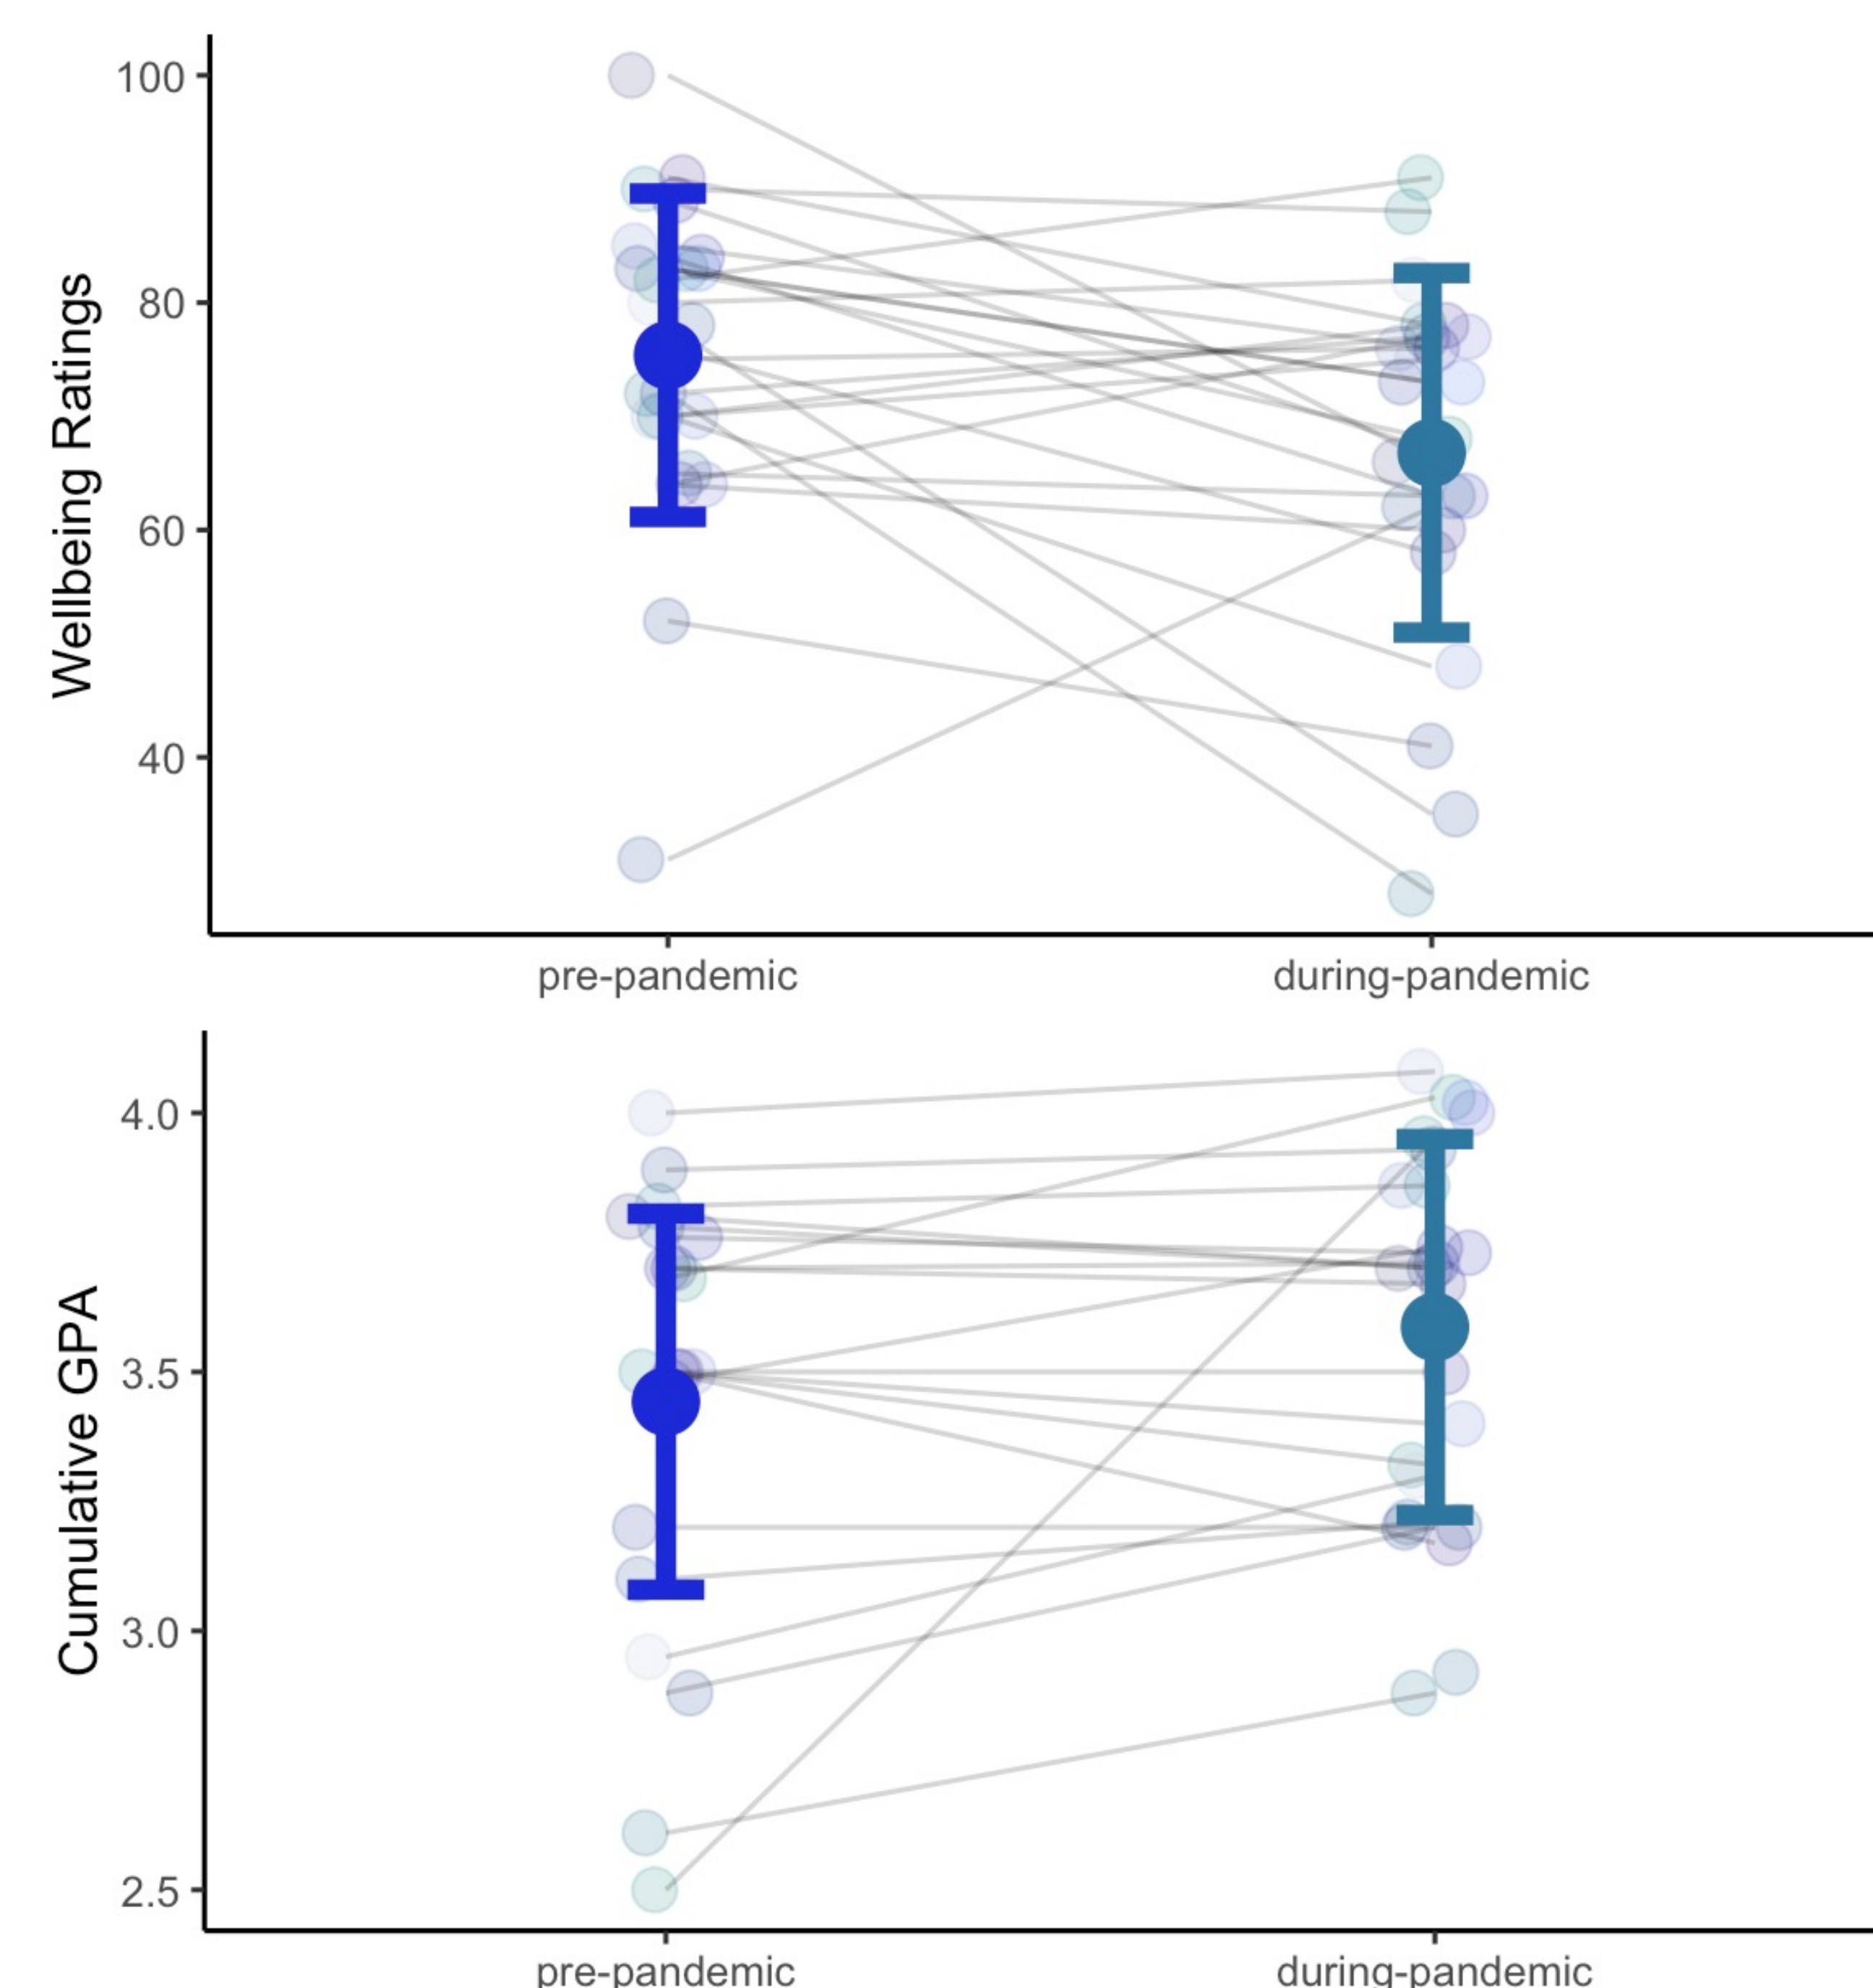 Wellbeing Ratings
100
80
60
40
pre-pandemic during-pandemic
Cumulative GPA
4.0
3.5
3.0
2.5
pre-pandemic during-pandemic